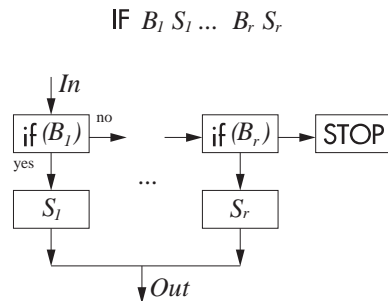 IF B1 S1 ... Br Sr
In
if (B1) no if (Br) STOP
yes
...
S1 Sr
Out